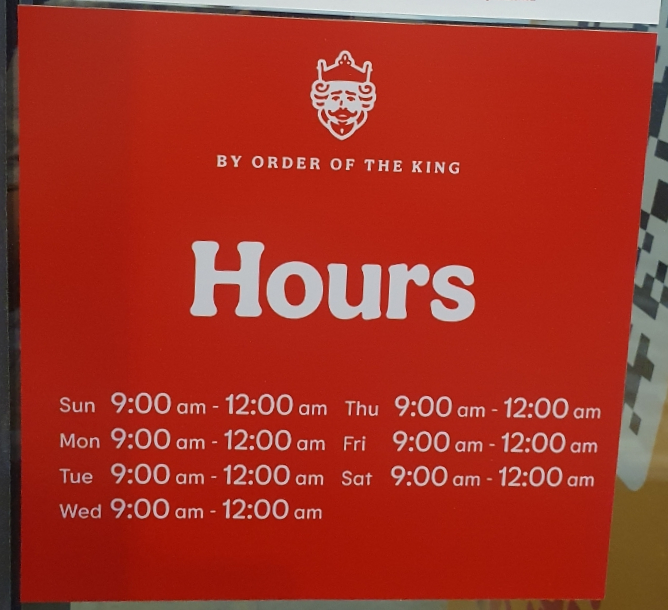 BY ORDER OF THE KING
Hours
Sun 9:00 am - 12:00 am Thu 9:00 am - 12:00 am
Mon 9:00 am - 12:00 am Fri 9:00 am - 12:00 am
Tue 9:00 am - 12:00 am Sat 9:00 am - 12:00 am
Wed 9:00 am - 12:00 am